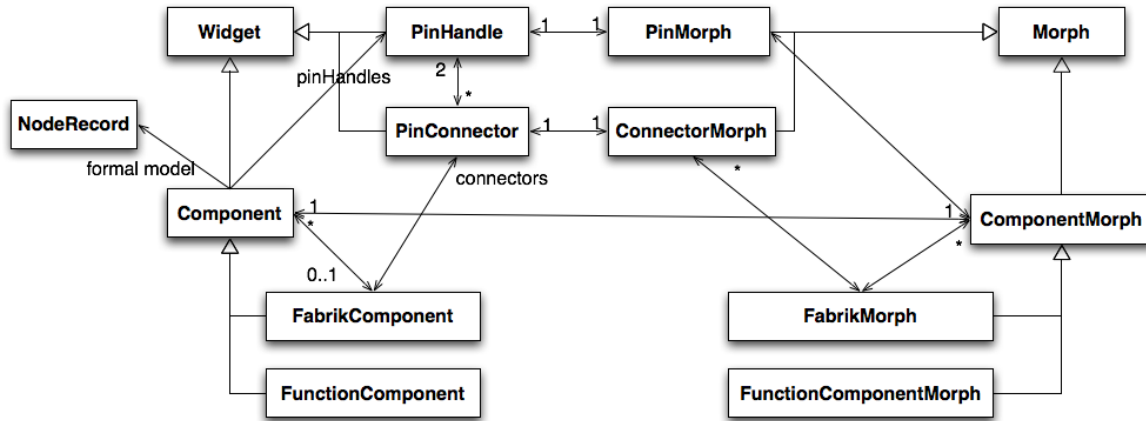 Widget
PinHandle
1
1
PinMorph
Morph
pinHandles
2
*
NodeRecord
PinConnector
1
1
ConnectorMorph
formal model
connectors
*
Component
1
*
1
ComponentMorph
*
0..1
FabrikComponent
FabrikMorph
FunctionComponent
FunctionComponentMorph